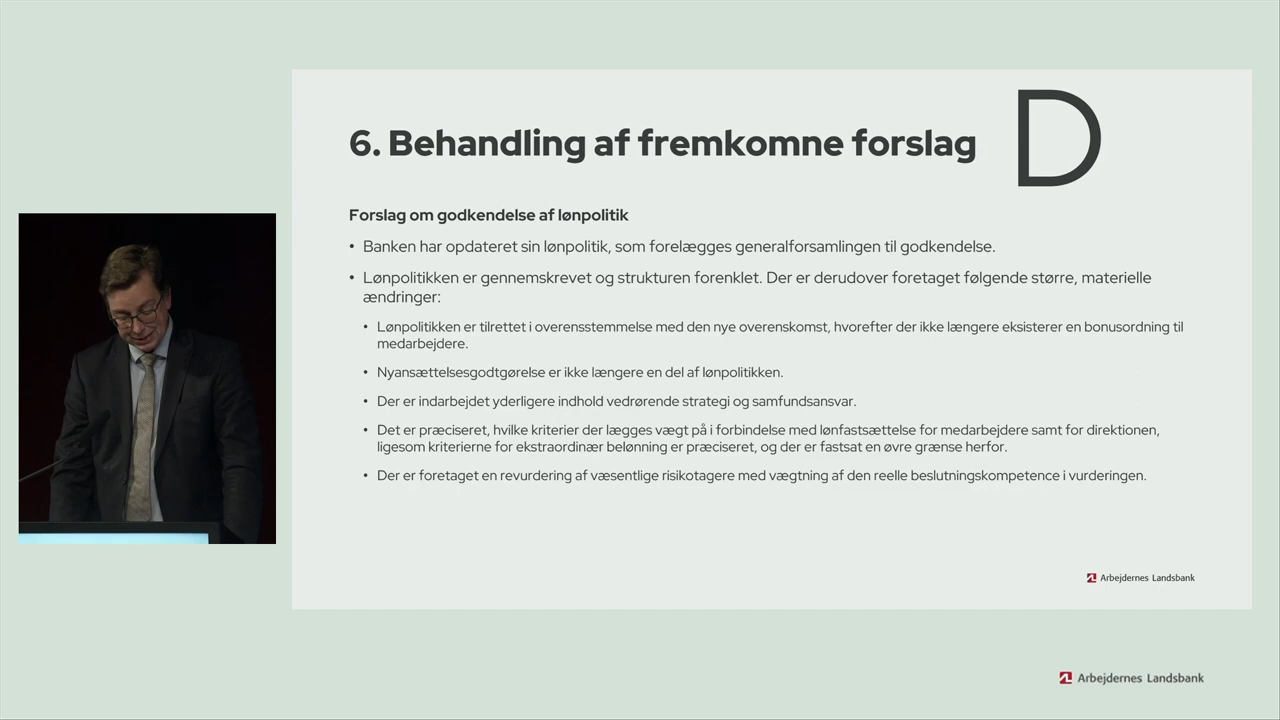 6. Behandling af fremkomne forslag D
Forslag om godkendelse af lønpolitik
• Banken har opdateret sin lønpolitik, som forelægges generalforsamlingen til godkendelse.
• Lønpolitikken er gennemskrevet og strukturen forenklet. Der er derudover foretaget følgende større, materielle
ændringer:
• Lønpolitikken er tilrettet i overensstemmelse med den nye overenskomst, hvorefter der ikke længere eksisterer en bonusordning til
medarbejdere.
• Nyansættelsesgodtgørelse er ikke længere en del af lønpolitikken.
• Der er indarbejdet yderligere indhold vedrørende strategi og samfundsansvar.
• Det er præciseret, hvilke kriterier der lægges vægt på i forbindelse med lønfastsættelse for medarbejdere samt for direktionen,
ligesom kriterierne for ekstraordinær belønning er præciseret, og der er fastsat en øvre grænse herfor.
• Der er foretaget en revurdering af væsentlige risikotagere med vægtning af den reelle beslutningskompetence i vurderingen.
Arbejdernes Landsbank
Arbejdernes Landsbank